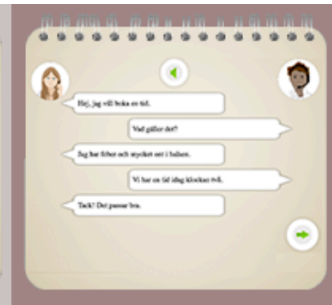 Hej, jag vill boka en tid.
Vad gäller det?
Jag har feber och mycket ont i halsen.
Vi har en tid idag klockan två.
Tack! Det passar bra.